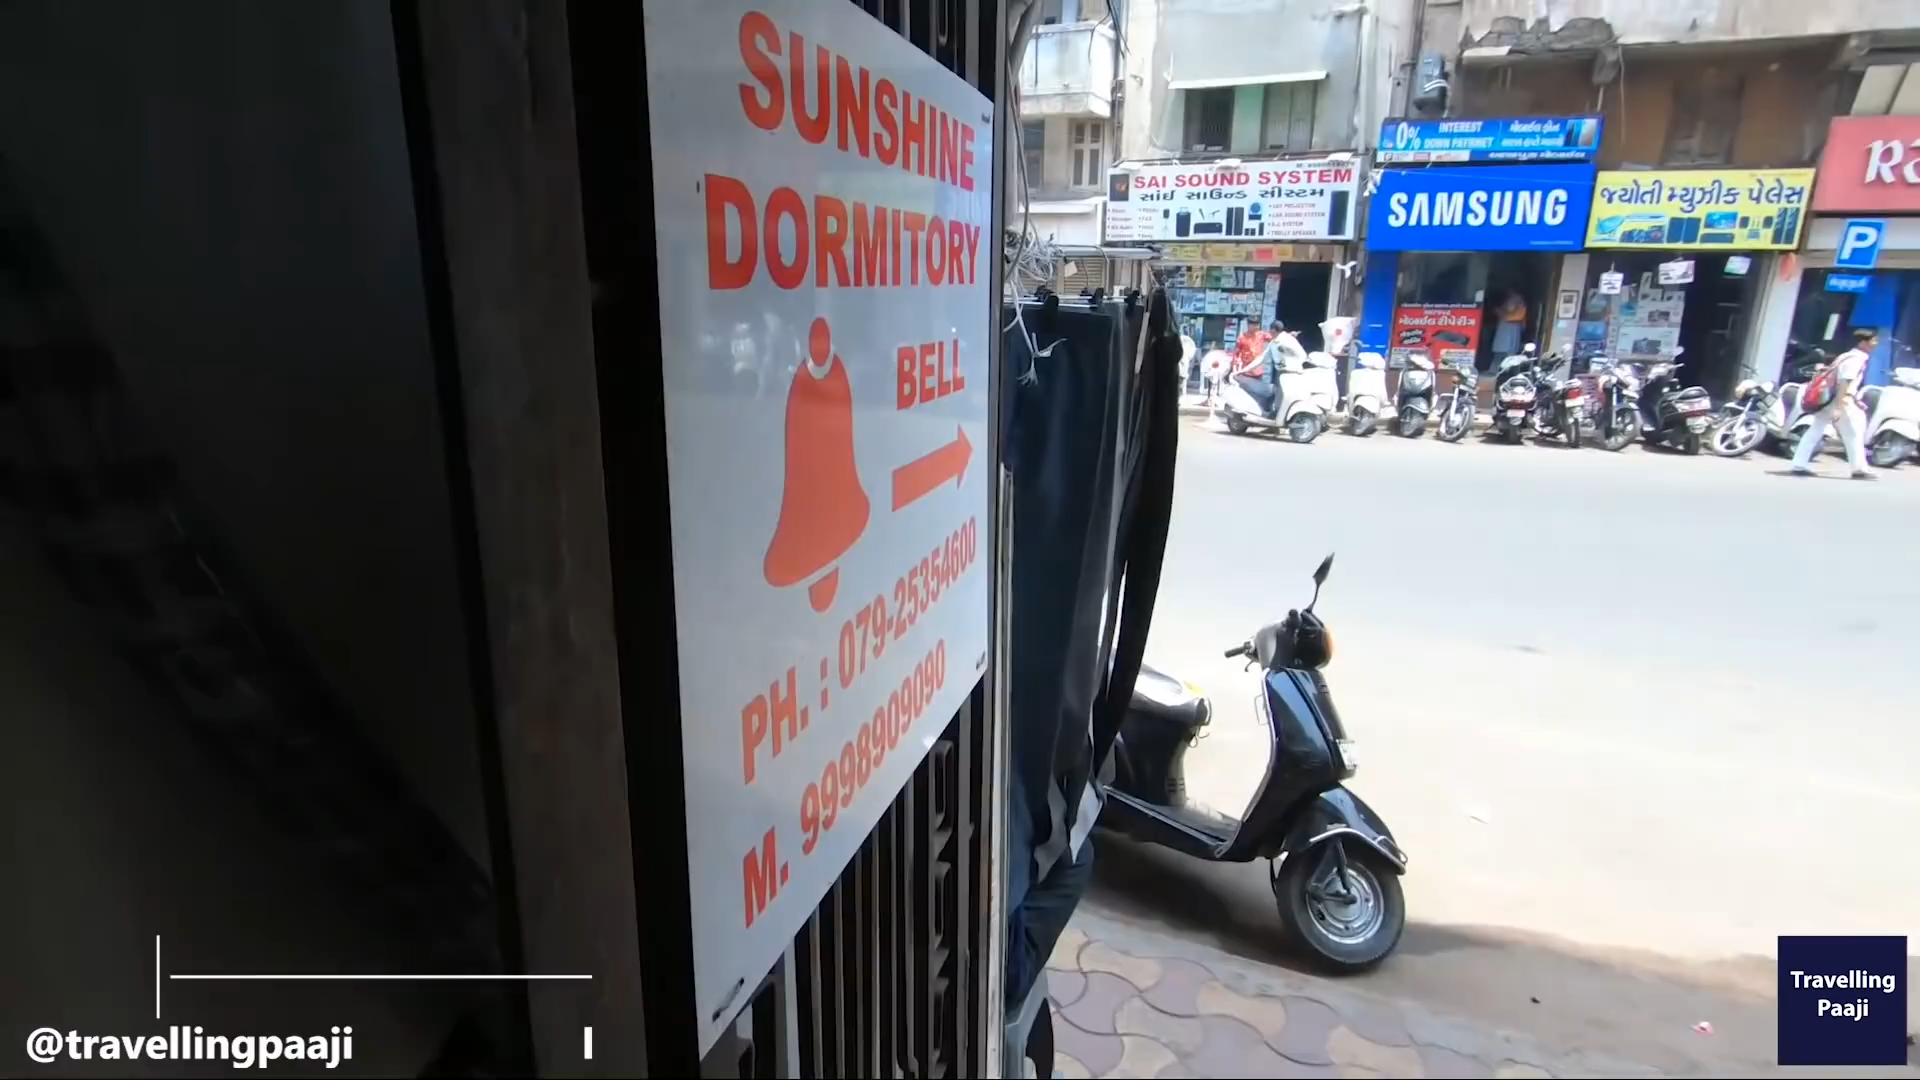 SUNSHINE
DORMITORY
BELL
PH. : 079-25354600
M. 9998909090
SAI SOUND SYSTEM
સાંઈ સાઉન્ડ સીસ્ટમ
0% INTEREST
DOWN PAYMENT
SAMSUNG
મોબાઈલ રીપેરીંગ
જ્યોતી મ્યુઝીક પેલેસ
P
@travellingpaaji
Travelling
Paaji